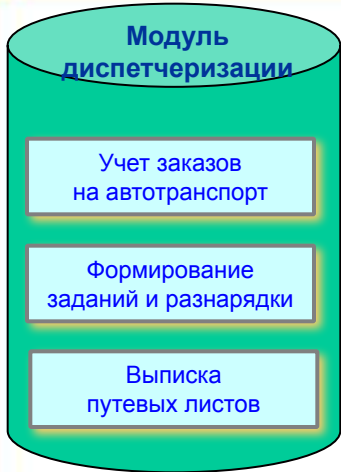 Модуль
диспетчеризации
Учет заказов
на автотранспорт
Формирование
заданий и разнарядки
Выписка
путевых листов